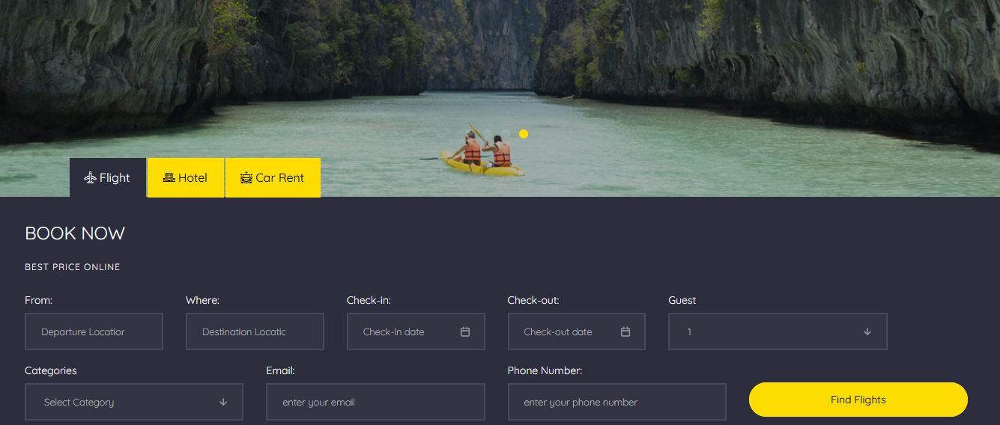 Flight Hotel Car Rent
BOOK NOW
BEST PRICE ONLINE
From: Where: Check-in: Check-out: Guest
Departure Location Destination Locatic Check-in date Check-out date 1
Categories Email: Phone Number:
Select Category enter your email enter your phone number Find Flights